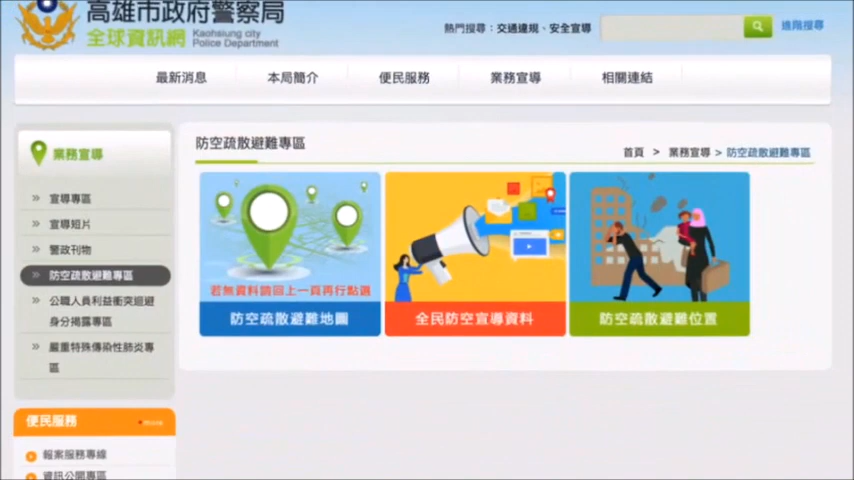 高雄市政府警察局
全球資訊網 Kaohsiung city
Police Department
熱門搜尋：交通違規、安全宣導
進階搜尋
最新消息 本局簡介 便民服務 業務宣導 相關連結
業務宣導
» 宣導專區
» 宣導短片
» 警政刊物
» 防空疏散避難專區
» 公職人員利益衝突迴避
身分揭露專區
» 嚴重特殊傳染性肺炎專
區
便民服務
報案服務專線
資訊公開專區
防空疏散避難專區
首頁 > 業務宣導 > 防空疏散避難專區
若無資料請回上一頁再行點選
防空疏散避難地圖
全民防空宣導資料
防空疏散避難位置